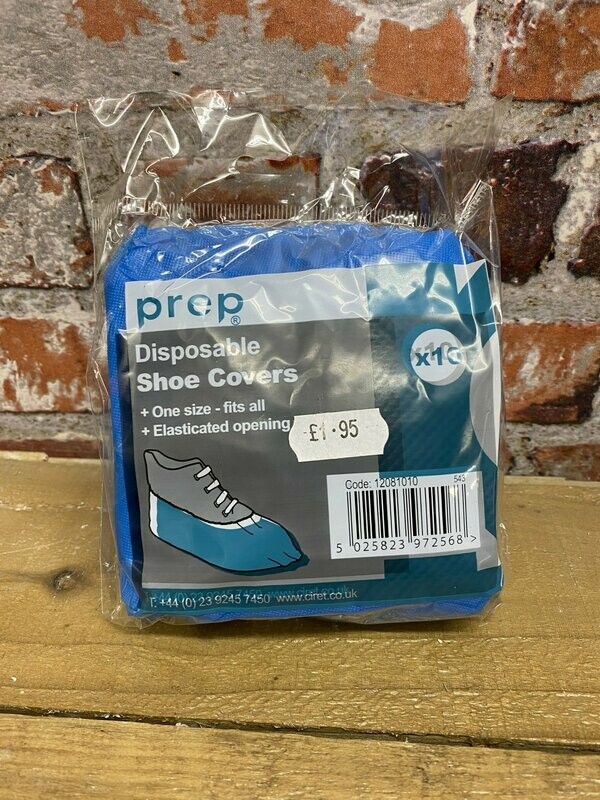 prep®
Disposable
x10
Shoe Covers
+ One size - fits all
+ Elasticated opening
£1.95
Code: 12081010 543
5 025823 972568 >
T: +44 (0) 23 9245 7450 www.ciret.co.uk